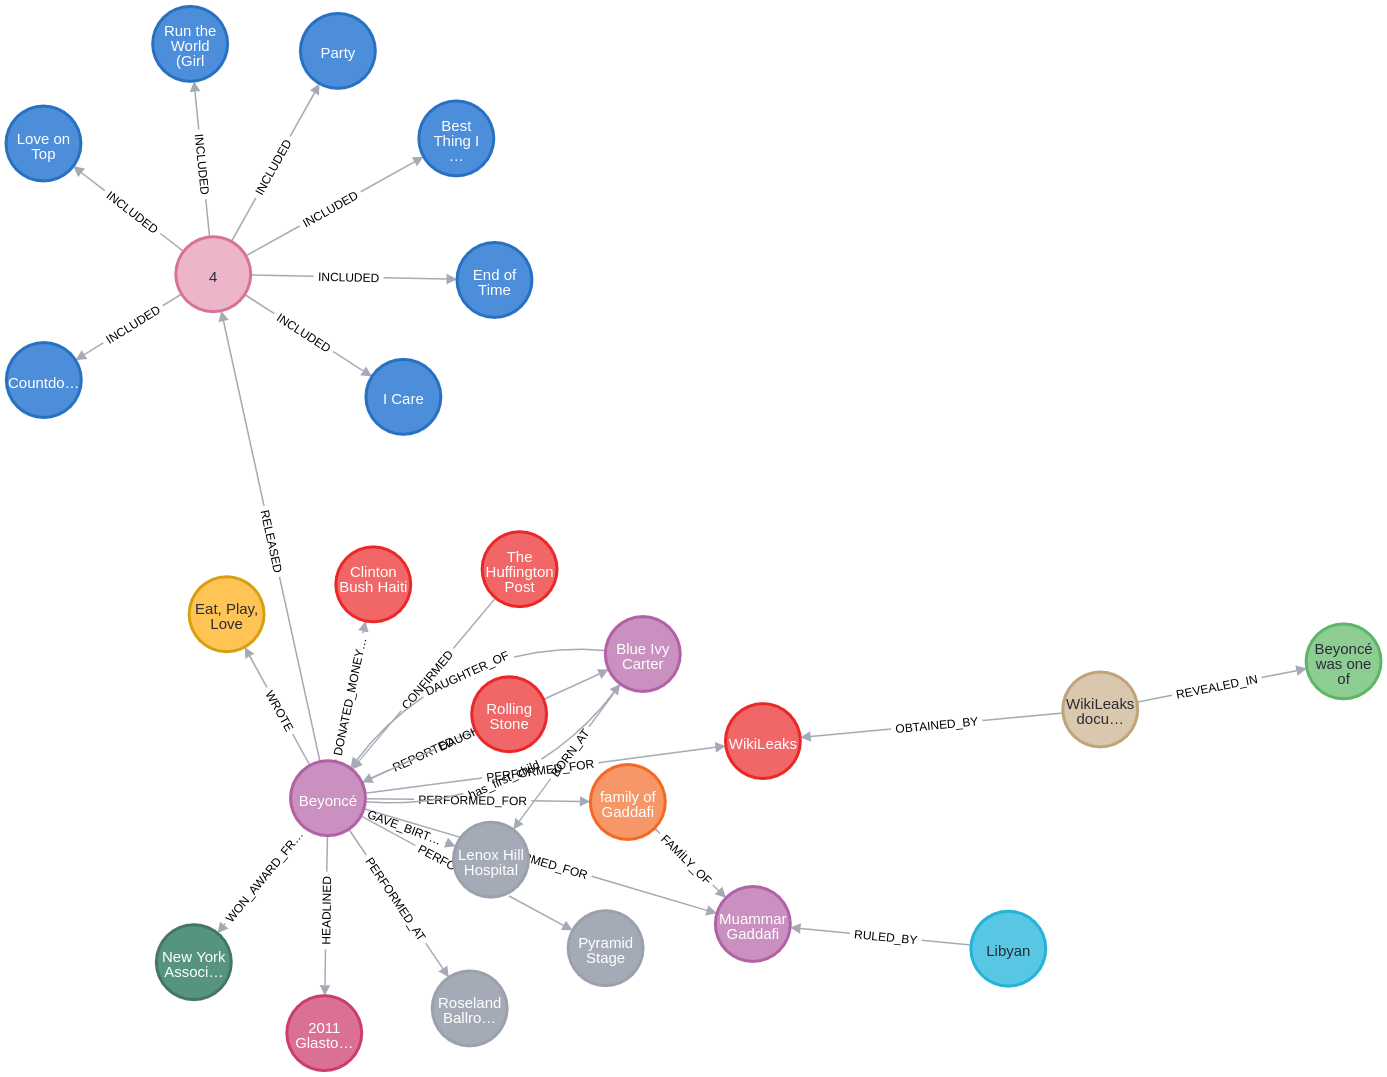 Run the
World
(Girl
Party
Love on
Top
Best
Thing I
…
INCLUDED
INCLUDED
INCLUDED
INCLUDED
4
INCLUDED
End of
Time
INCLUDED
INCLUDED
Countdo…
I Care
RELEASED
Clinton
Bush Haiti
The
Huffington
Post
Eat, Play,
Love
Blue Ivy
Carter
Beyoncé
was one
of
DONATED_MONEY…
CONFIRMED
DAUGHTER_OF
WROTE
Rolling
Stone
REVEALED_IN
WikiLeaks
docu…
OBTAINED_BY
WikiLeaks
REPORTED
BORN_AT
PERFORMED_FOR
has_first_child
Beyoncé
PERFORMED_FOR
family of
Gaddafi
GAVE_BIRT…
Lenox Hill
Hospital
FAMILY_OF
WON_AWARD_FR…
HEADLINED
PERFORMED_AT
Muammar
Gaddafi
RULED_BY
Libyan
New York
Associ…
Pyramid
Stage
2011
Glasto…
Roseland
Ballro…